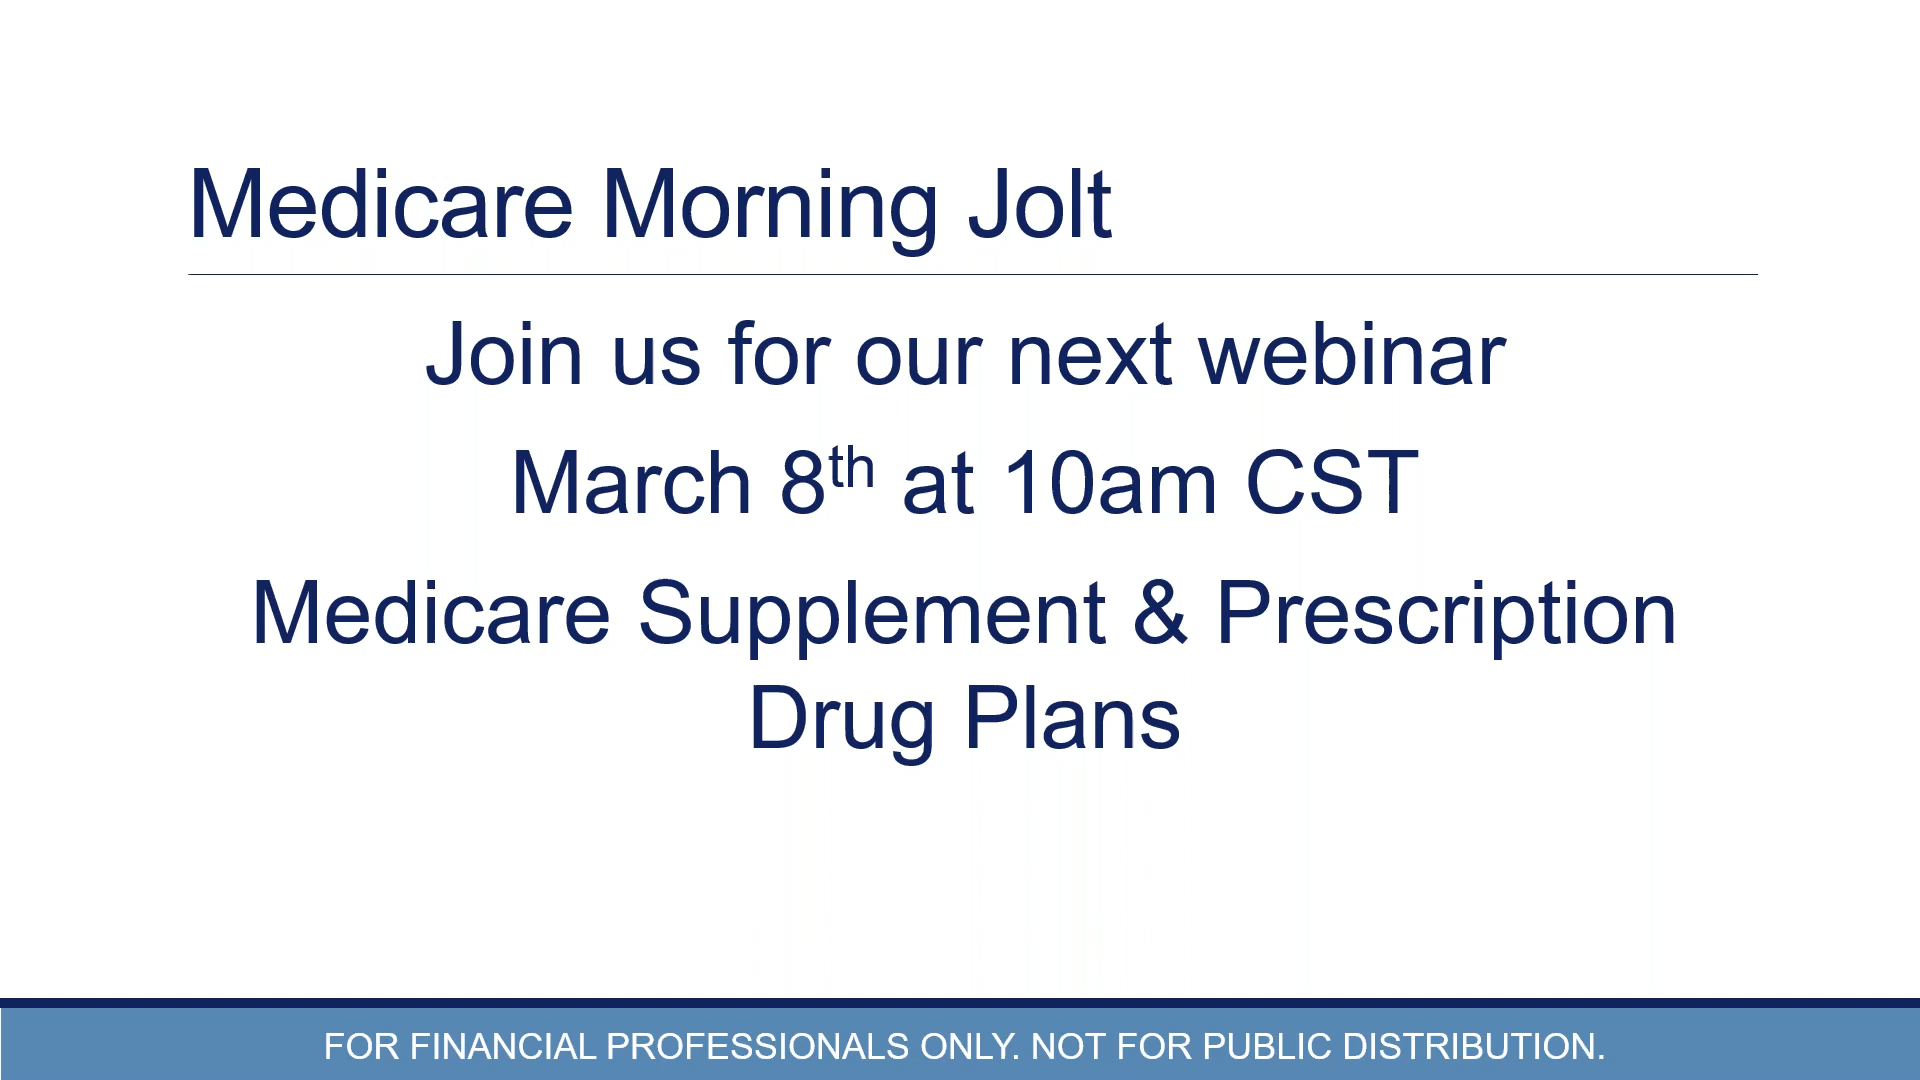 Medicare Morning Jolt
Join us for our next webinar
March 8th at 10am CST
Medicare Supplement & Prescription
Drug Plans
FOR FINANCIAL PROFESSIONALS ONLY. NOT FOR PUBLIC DISTRIBUTION.